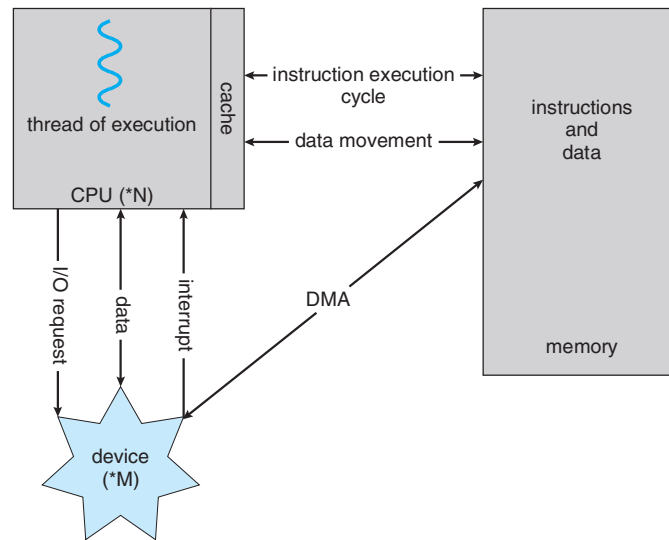 thread of execution
cache
CPU (*N)
instruction execution
cycle
data movement
instructions
and
data
memory
I/O request
data
interrupt
DMA
device
(*M)